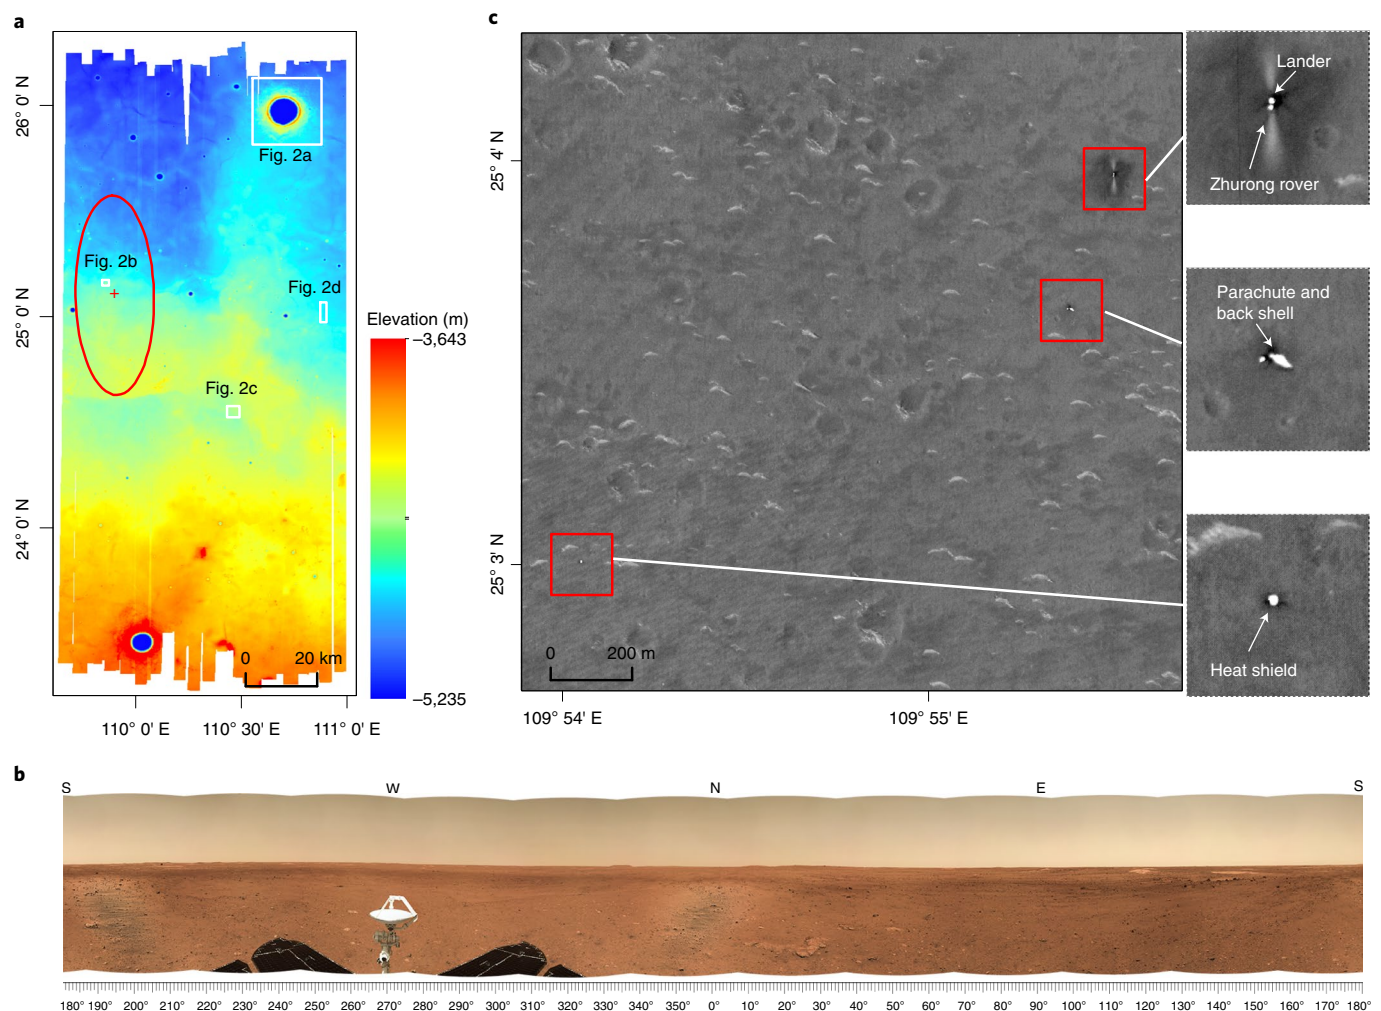 a
26° 0' N
25° 0' N
24° 0' N
Fig. 2a
Fig. 2b
Fig. 2d
Fig. 2c
0 20 km
110° 0' E 110° 30' E 111° 0' E
Elevation (m)
–3,643
–5,235
c
25° 4' N
25° 3' N
0 200 m
109° 54' E 109° 55' E
Lander
Zhurong rover
Parachute and
back shell
Heat shield
b
S W N E S
180° 190° 200° 210° 220° 230° 240° 250° 260° 270° 280° 290° 300° 310° 320° 330° 340° 350° 0° 10° 20° 30° 40° 50° 60° 70° 80° 90° 100° 110° 120° 130° 140° 150° 160° 170° 180°